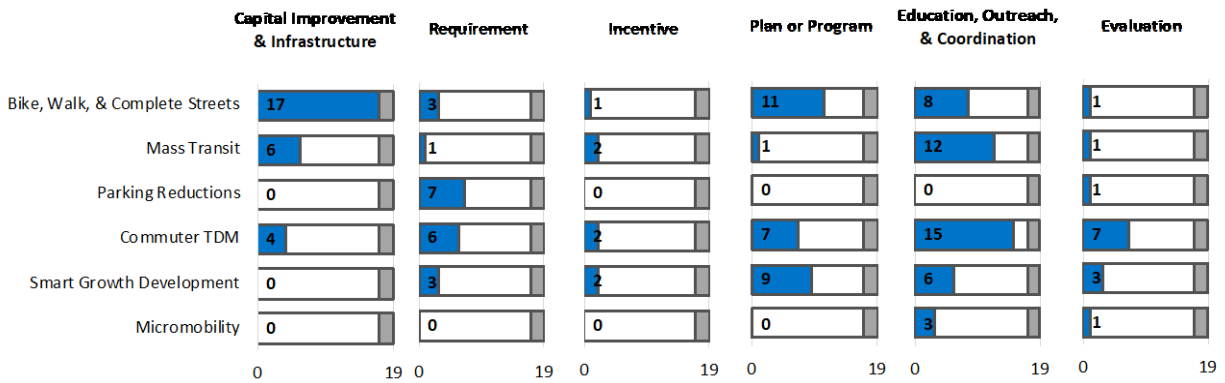 Capital Improvement
& Infrastructure
Requirement
Incentive
Plan or Program
Education, Outreach,
& Coordination
Evaluation
Bike, Walk, & Complete Streets 17 3 1 11 8 1
Mass Transit 6 1 2 1 12 1
Parking Reductions 0 7 0 0 0 1
Commuter TDM 4 6 2 7 15 7
Smart Growth Development 0 3 2 9 6 3
Micromobility 0 0 0 0 3 1
0 19 0 19 0 19 0 19 0 19 0 19